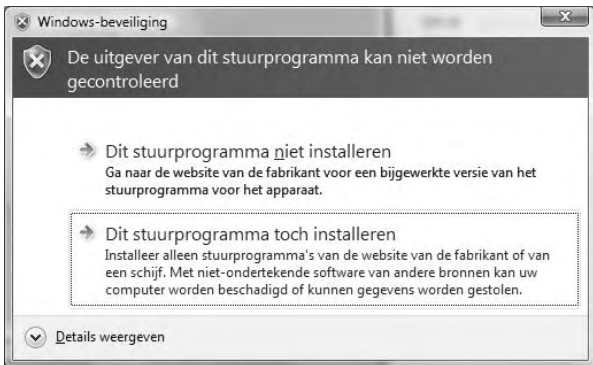 Windows-beveiliging
De uitgever van dit stuurprogramma kan niet worden
gecontroleerd
Dit stuurprogramma niet installeren
Ga naar de website van de fabrikant voor een bijgewerkte versie van het
stuurprogramma voor het apparaat.
Dit stuurprogramma toch installeren
Installeer alleen stuurprogramma's van de website van de fabrikant of van
een schijf. Met niet-ondertekende software van andere bronnen kan uw
computer worden beschadigd of kunnen gegevens worden gestolen.
Details weergeven